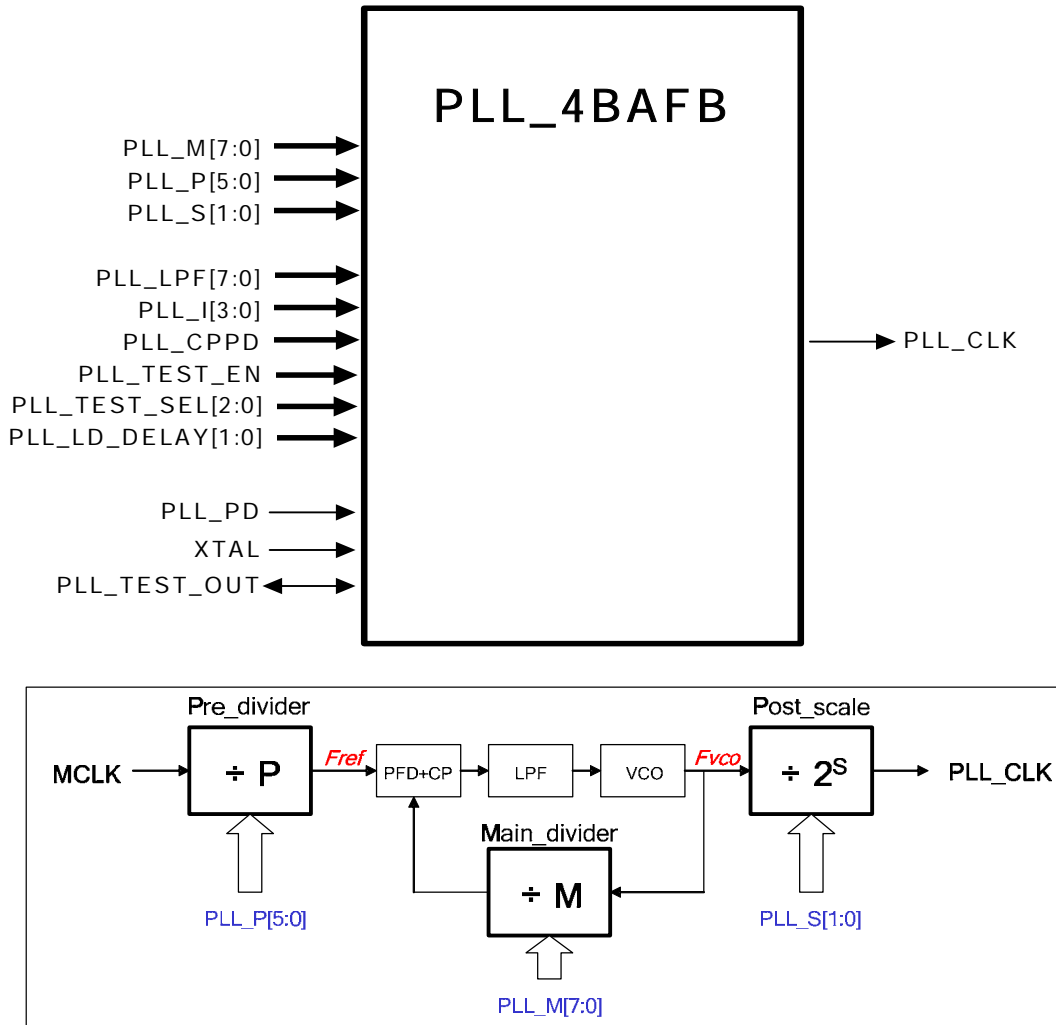 PLL_4BAFB
PLL_M[7:0]
PLL_P[5:0]
PLL_S[1:0]
PLL_LPF[7:0]
PLL_I[3:0]
PLL_CPPD
PLL_TEST_EN
PLL_TEST_SEL[2:0]
PLL_LD_DELAY[1:0]
PLL_CLK
PLL_PD
XTAL
PLL_TEST_OUT
Pre_divider
Post_scale
MCLK
÷ P
Fref
PFD+CP
LPF
VCO
Fvco
÷ 2^S
PLL_CLK
Main_divider
÷ M
PLL_P[5:0]
PLL_S[1:0]
PLL_M[7:0]